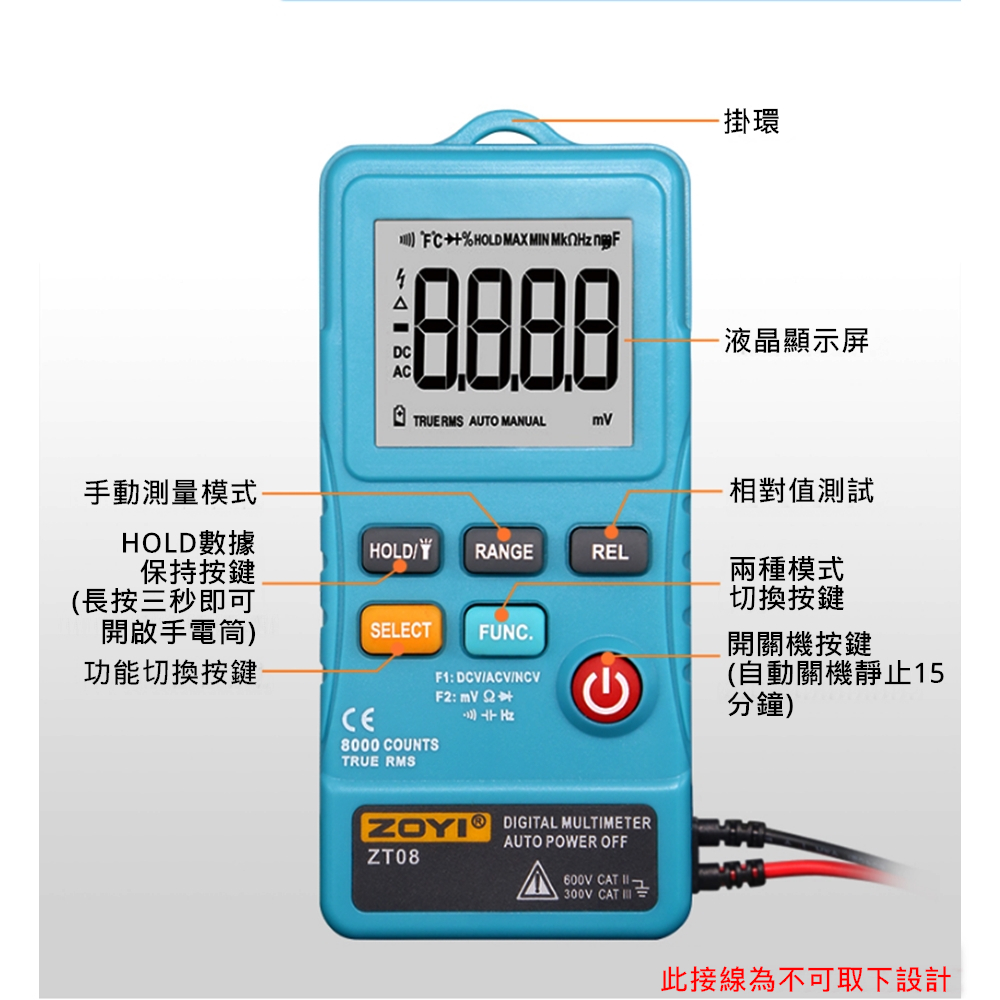 掛環
°F°C %HOLD MAX MIN MkΩHz
8.8.8.8
DC
AC
TRUERMS AUTO MANUAL mV
液晶顯示屏
手動測量模式
相對值測試
HOLD數據
保持按鍵
(長按三秒即可
開啟手電筒)
兩種模式
切換按鍵
功能切換按鍵
開關機按鍵
(自動關機靜止15
分鐘)
HOLD/ RANGE REL
SELECT FUNC.
F1: DCV/ACV/NCV
F2: mV Ω
Hz
CE
8000 COUNTS
TRUE RMS
ZOYI®
ZT08
DIGITAL MULTIMETER
AUTO POWER OFF
600V CAT II
300V CAT III
此接線為不可取下設計